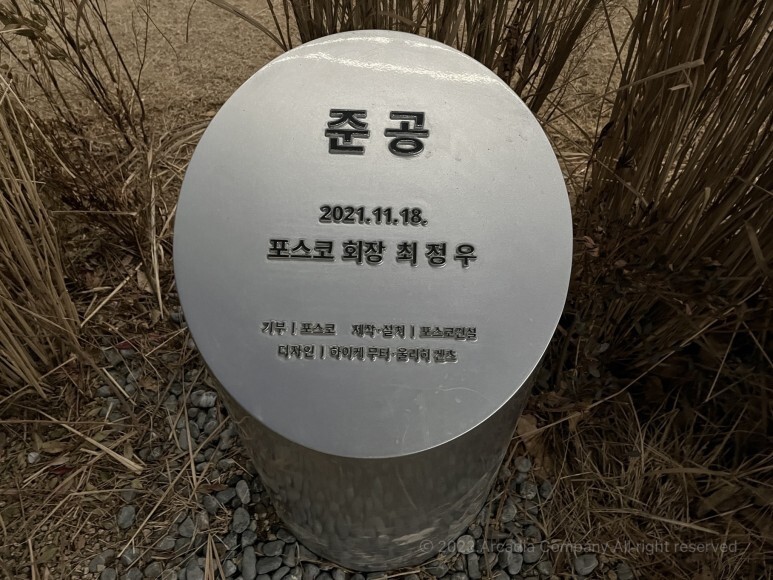 준공
2021.11.18.
포스코 회장 최정우
기부 | 포스코 제작·설치 | 포스코건설
디자인 | 하이케 무터·울리히 겐츠
© 2023 Arcadia Company All right reserved